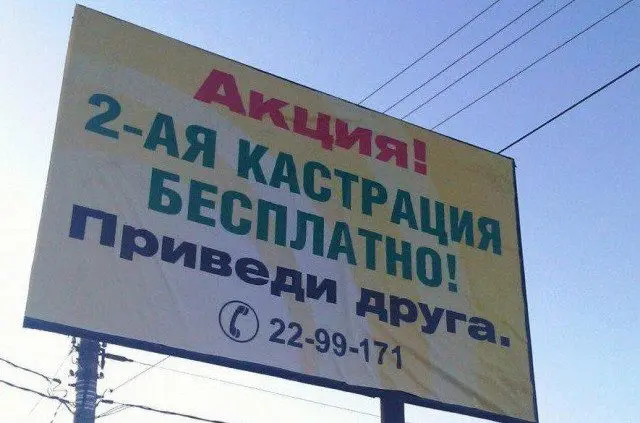 Акция!
2-АЯ КАСТРАЦИЯ
БЕСПЛАТНО!
Приведи друга.
22-99-171